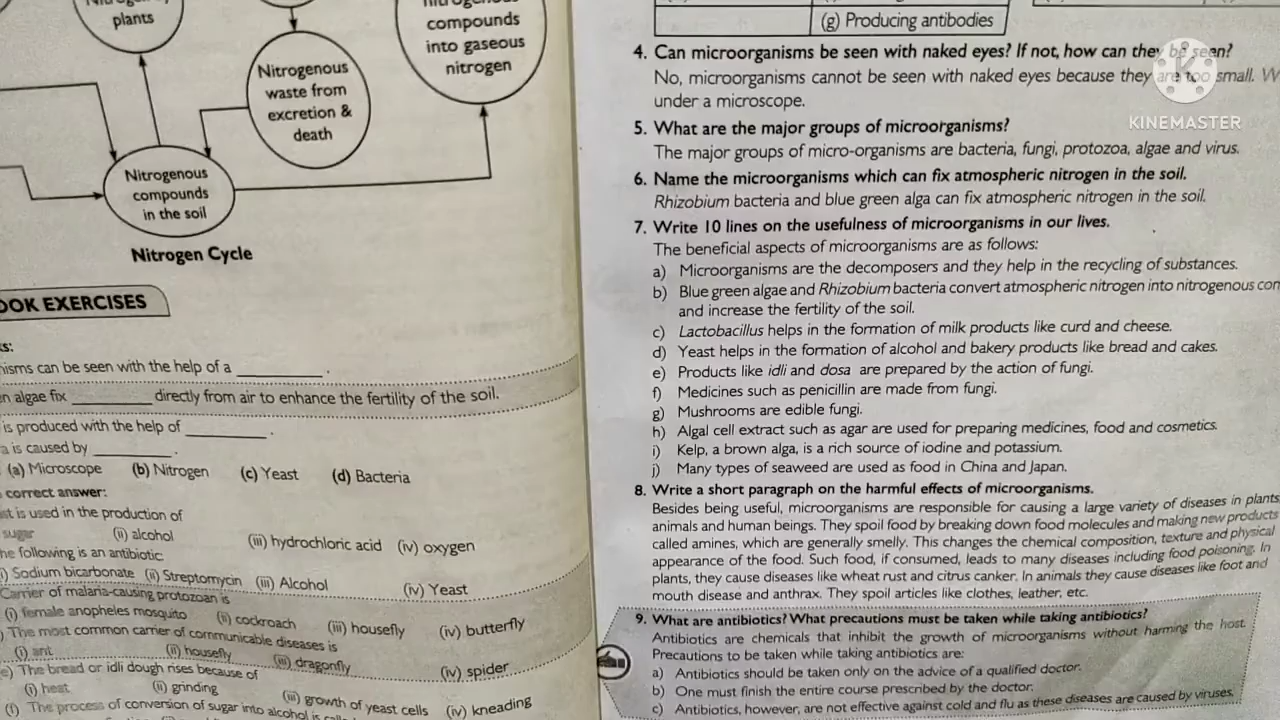 plants
compounds
into gaseous
nitrogen
Nitrogenous
waste from
excretion &
death
Nitrogenous
compounds
in the soil
Nitrogen Cycle
OOK EXERCISES
isms can be seen with the help of a __________ .
n algae fix __________ directly from air to enhance the fertility of the soil.
is produced with the help of __________ .
a is caused by __________ .
(a) Microscope (b) Nitrogen (c) Yeast (d) Bacteria
correct answer:
st is used in the production of
sugar (ii) alcohol (iii) hydrochloric acid (iv) oxygen
he following is an antibiotic:
i) Sodium bicarbonate (ii) Streptomycin (iii) Alcohol (iv) Yeast
Carrier of malaria-causing protozoan is
(i) female anopheles mosquito (ii) cockroach (iii) housefly (iv) butterfly
) The most common carrier of communicable diseases is
(i) ant (ii) housefly (iii) dragonfly (iv) spider
e) The bread or idli dough rises because of
(i) heat (ii) grinding (iii) growth of yeast cells (iv) kneading
(f) The process of conversion of sugar into alcohol is
(g) Producing antibodies
4. Can microorganisms be seen with naked eyes? If not, how can they be seen?
No, microorganisms cannot be seen with naked eyes because they are too small. W
under a microscope.
KINEMASTER
5. What are the major groups of microorganisms?
The major groups of micro-organisms are bacteria, fungi, protozoa, algae and virus.
6. Name the microorganisms which can fix atmospheric nitrogen in the soil.
Rhizobium bacteria and blue green alga can fix atmospheric nitrogen in the soil.
7. Write 10 lines on the usefulness of microorganisms in our lives.
The beneficial aspects of microorganisms are as follows:
a) Microorganisms are the decomposers and they help in the recycling of substances.
b) Blue green algae and Rhizobium bacteria convert atmospheric nitrogen into nitrogenous com
and increase the fertility of the soil.
c) Lactobacillus helps in the formation of milk products like curd and cheese.
d) Yeast helps in the formation of alcohol and bakery products like bread and cakes.
e) Products like idli and dosa are prepared by the action of fungi.
f) Medicines such as penicillin are made from fungi.
g) Mushrooms are edible fungi.
h) Algal cell extract such as agar are used for preparing medicines, food and cosmetics.
i) Kelp, a brown alga, is a rich source of iodine and potassium.
j) Many types of seaweed are used as food in China and Japan.
8. Write a short paragraph on the harmful effects of microorganisms.
Besides being useful, microorganisms are responsible for causing a large variety of diseases in plants
animals and human beings. They spoil food by breaking down food molecules and making new products
called amines, which are generally smelly. This changes the chemical composition, texture and physical
appearance of the food. Such food, if consumed, leads to many diseases including food poisoning. In
plants, they cause diseases like wheat rust and citrus canker. In animals they cause diseases like foot and
mouth disease and anthrax. They spoil articles like clothes, leather, etc.
9. What are antibiotics? What precautions must be taken while taking antibiotics?
Antibiotics are chemicals that inhibit the growth of microorganisms without harming the host.
Precautions to be taken while taking antibiotics are:
a) Antibiotics should be taken only on the advice of a qualified doctor.
b) One must finish the entire course prescribed by the doctor.
c) Antibiotics, however, are not effective against cold and flu as these diseases are caused by viruses.